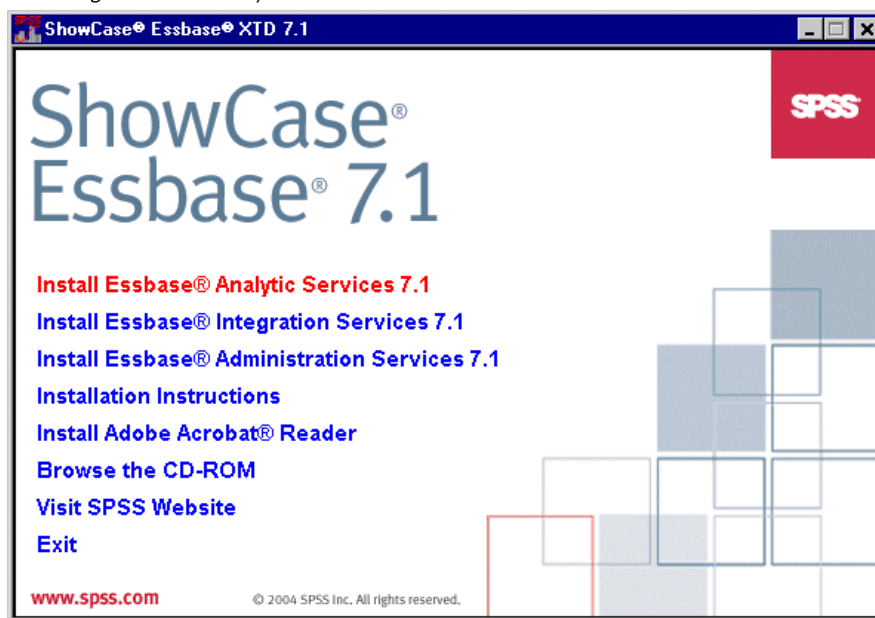 ShowCase® Essbase® XTD 7.1
SPSS
ShowCase®
Essbase® 7.1
Install Essbase® Analytic Services 7.1
Install Essbase® Integration Services 7.1
Install Essbase® Administration Services 7.1
Installation Instructions
Install Adobe Acrobat® Reader
Browse the CD-ROM
Visit SPSS Website
Exit
www.spss.com
© 2004 SPSS Inc. All rights reserved.